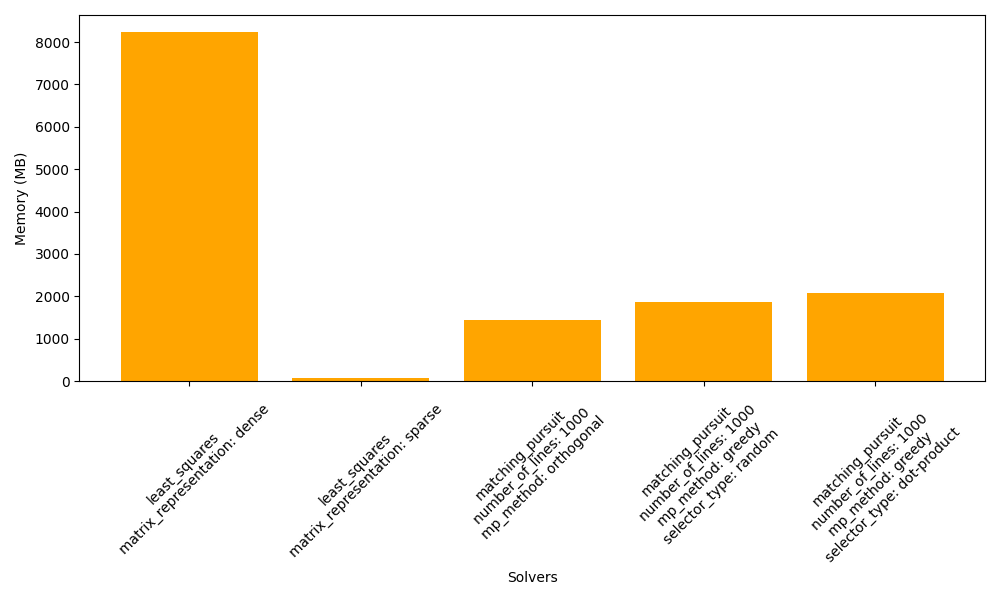 8000
7000
6000
5000
4000
3000
2000
1000
0
Memory (MB)
least_squares
matrix_representation: dense
least_squares
matrix_representation: sparse
matching_pursuit
number_of_lines: 1000
mp_method: orthogonal
matching_pursuit
number_of_lines: 1000
mp_method: greedy
selector_type: random
matching_pursuit
number_of_lines: 1000
mp_method: greedy
selector_type: dot-product
Solvers